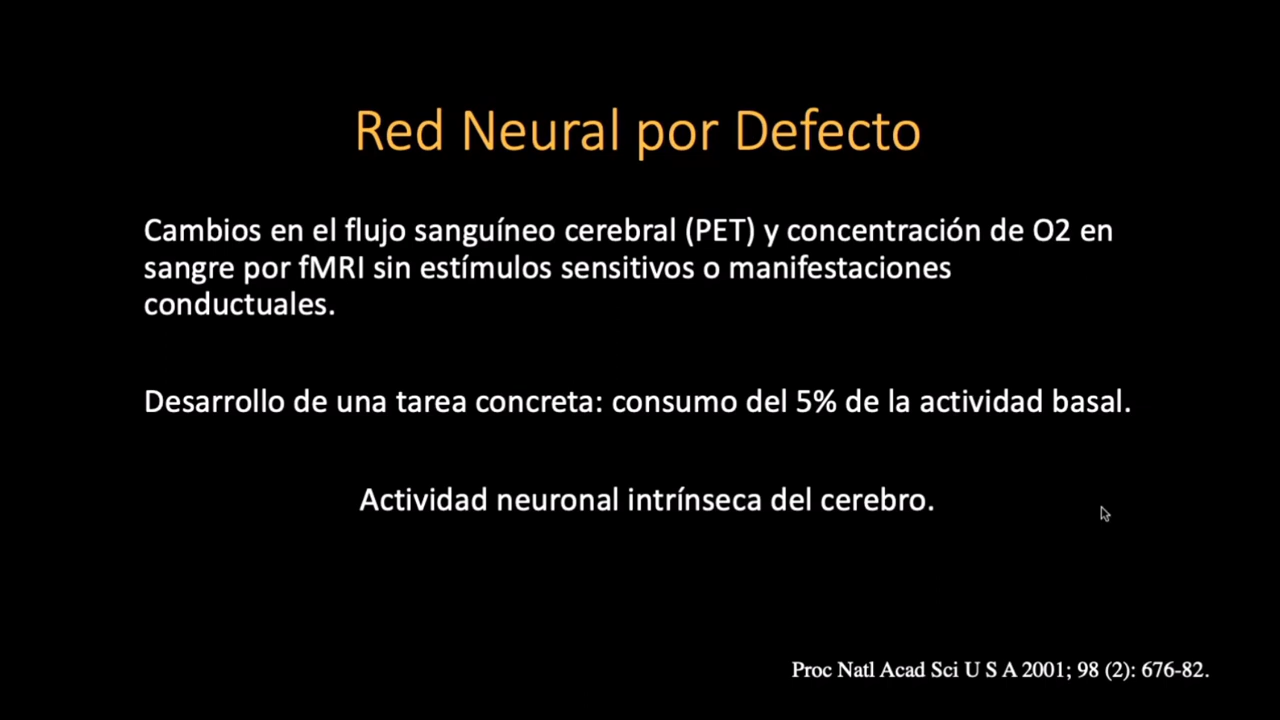 Red Neural por Defecto
Cambios en el flujo sanguíneo cerebral (PET) y concentración de O2 en
sangre por fMRI sin estímulos sensitivos o manifestaciones
conductuales.
Desarrollo de una tarea concreta: consumo del 5% de la actividad basal.
Actividad neuronal intrínseca del cerebro.
Proc Natl Acad Sci U S A 2001; 98 (2): 676-82.